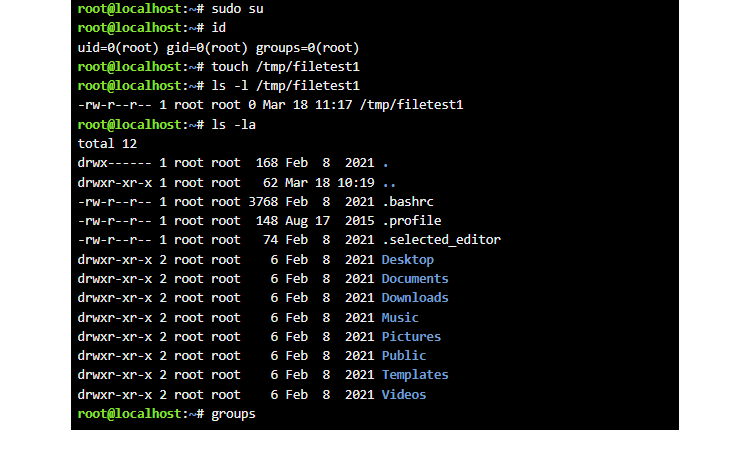 root@localhost:~# sudo su
root@localhost:~# id
uid=0(root) gid=0(root) groups=0(root)
root@localhost:~# touch /tmp/filetest1
root@localhost:~# ls -l /tmp/filetest1
-rw-r--r-- 1 root root 0 Mar 18 11:17 /tmp/filetest1
root@localhost:~# ls -la
total 12
drwx------ 1 root root  168 Feb  8  2021 .
drwxr-xr-x 1 root root   62 Mar 18 10:19 ..
-rw-r--r-- 1 root root 3768 Feb  8  2021 .bashrc
-rw-r--r-- 1 root root  148 Aug 17  2015 .profile
-rw-r--r-- 1 root root   74 Feb  8  2021 .selected_editor
drwxr-xr-x 2 root root    6 Feb  8  2021 Desktop
drwxr-xr-x 2 root root    6 Feb  8  2021 Documents
drwxr-xr-x 2 root root    6 Feb  8  2021 Downloads
drwxr-xr-x 2 root root    6 Feb  8  2021 Music
drwxr-xr-x 2 root root    6 Feb  8  2021 Pictures
drwxr-xr-x 2 root root    6 Feb  8  2021 Public
drwxr-xr-x 2 root root    6 Feb  8  2021 Templates
drwxr-xr-x 2 root root    6 Feb  8  2021 Videos
root@localhost:~# groups